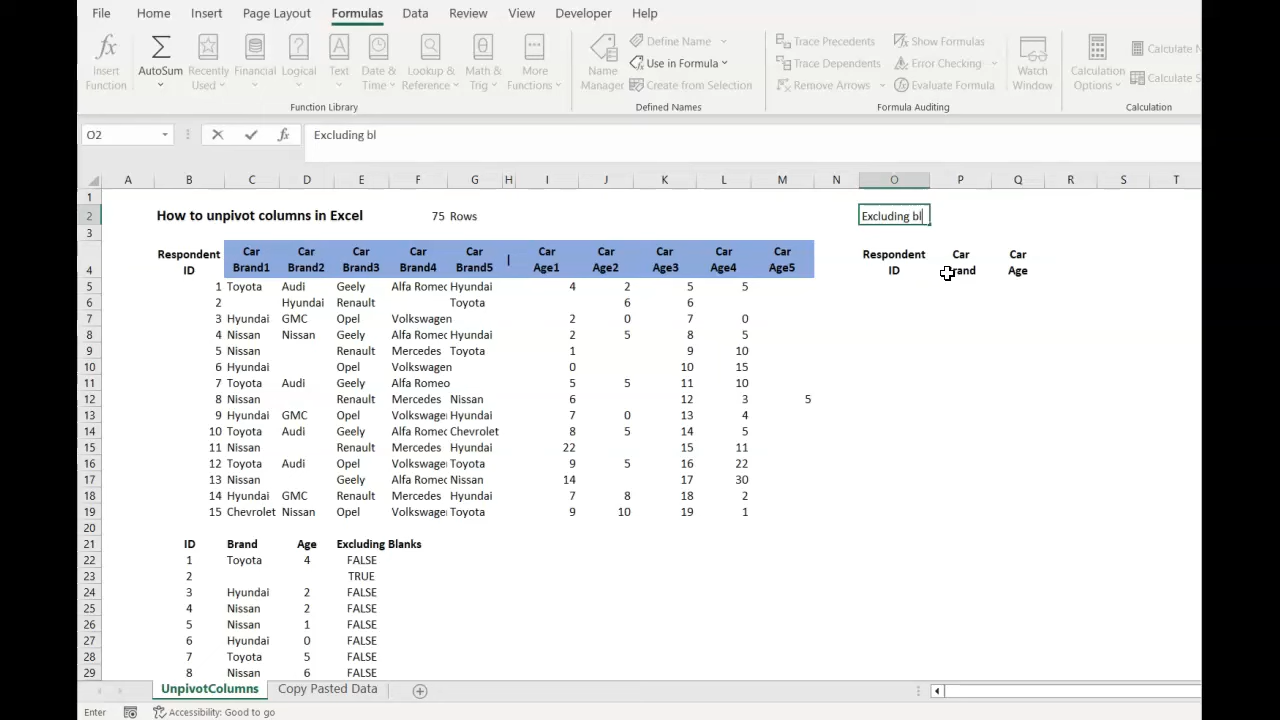 File Home Insert Page Layout Formulas Data Review View Developer Help
fx Insert Function
Σ AutoSum
Recently Used
Financial
Logical
Text
Date & Time
Lookup & Reference
Math & Trig
More Functions
Function Library
Name Manager
Define Name
Use in Formula
Create from Selection
Defined Names
Trace Precedents
Trace Dependents
Remove Arrows
Show Formulas
Error Checking
Evaluate Formula
Watch Window
Formula Auditing
Calculation Options
Calculate
Calculate
Calculation
O2 fx Excluding bl
A B C D E F G H I J K L M N O P Q R S T
1
2 How to unpivot columns in Excel 75 Rows Excluding bl
3
4 Respondent ID Car Brand1 Car Brand2 Car Brand3 Car Brand4 Car Brand5 | Car Age1 Car Age2 Car Age3 Car Age4 Car Age5 Respondent ID Car Brand Car Age
5 1 Toyota Audi Geely Alfa Romeo Hyundai 4 2 5 5
6 2 Hyundai Renault Toyota 6 6
7 3 Hyundai GMC Opel Volkswagen 2 0 7 0
8 4 Nissan Nissan Geely Alfa Romeo Hyundai 2 5 8 5
9 5 Nissan Renault Mercedes Toyota 1 9 10
10 6 Hyundai Opel Volkswagen 0 10 15
11 7 Toyota Audi Geely Alfa Romeo 5 5 11 10
12 8 Nissan Renault Mercedes Nissan 6 12 3 5
13 9 Hyundai GMC Opel Volkswage Hyundai 7 0 13 4
14 10 Toyota Audi Geely Alfa Romeo Chevrolet 8 5 14 5
15 11 Nissan Renault Mercedes Hyundai 22 15 11
16 12 Toyota Audi Opel Volkswage Toyota 9 5 16 22
17 13 Nissan Geely Alfa Romeo Nissan 14 17 30
18 14 Hyundai GMC Renault Mercedes Hyundai 7 8 18 2
19 15 Chevrolet Nissan Opel Volkswage Toyota 9 10 19 1
20
21 ID Brand Age Excluding Blanks
22 1 Toyota 4 FALSE
23 2 TRUE
24 3 Hyundai 2 FALSE
25 4 Nissan 2 FALSE
26 5 Nissan 1 FALSE
27 6 Hyundai 0 FALSE
28 7 Toyota 5 FALSE
29 8 Nissan 6 FALSE
UnpivotColumns Copy Pasted Data
Enter Accessibility: Good to go